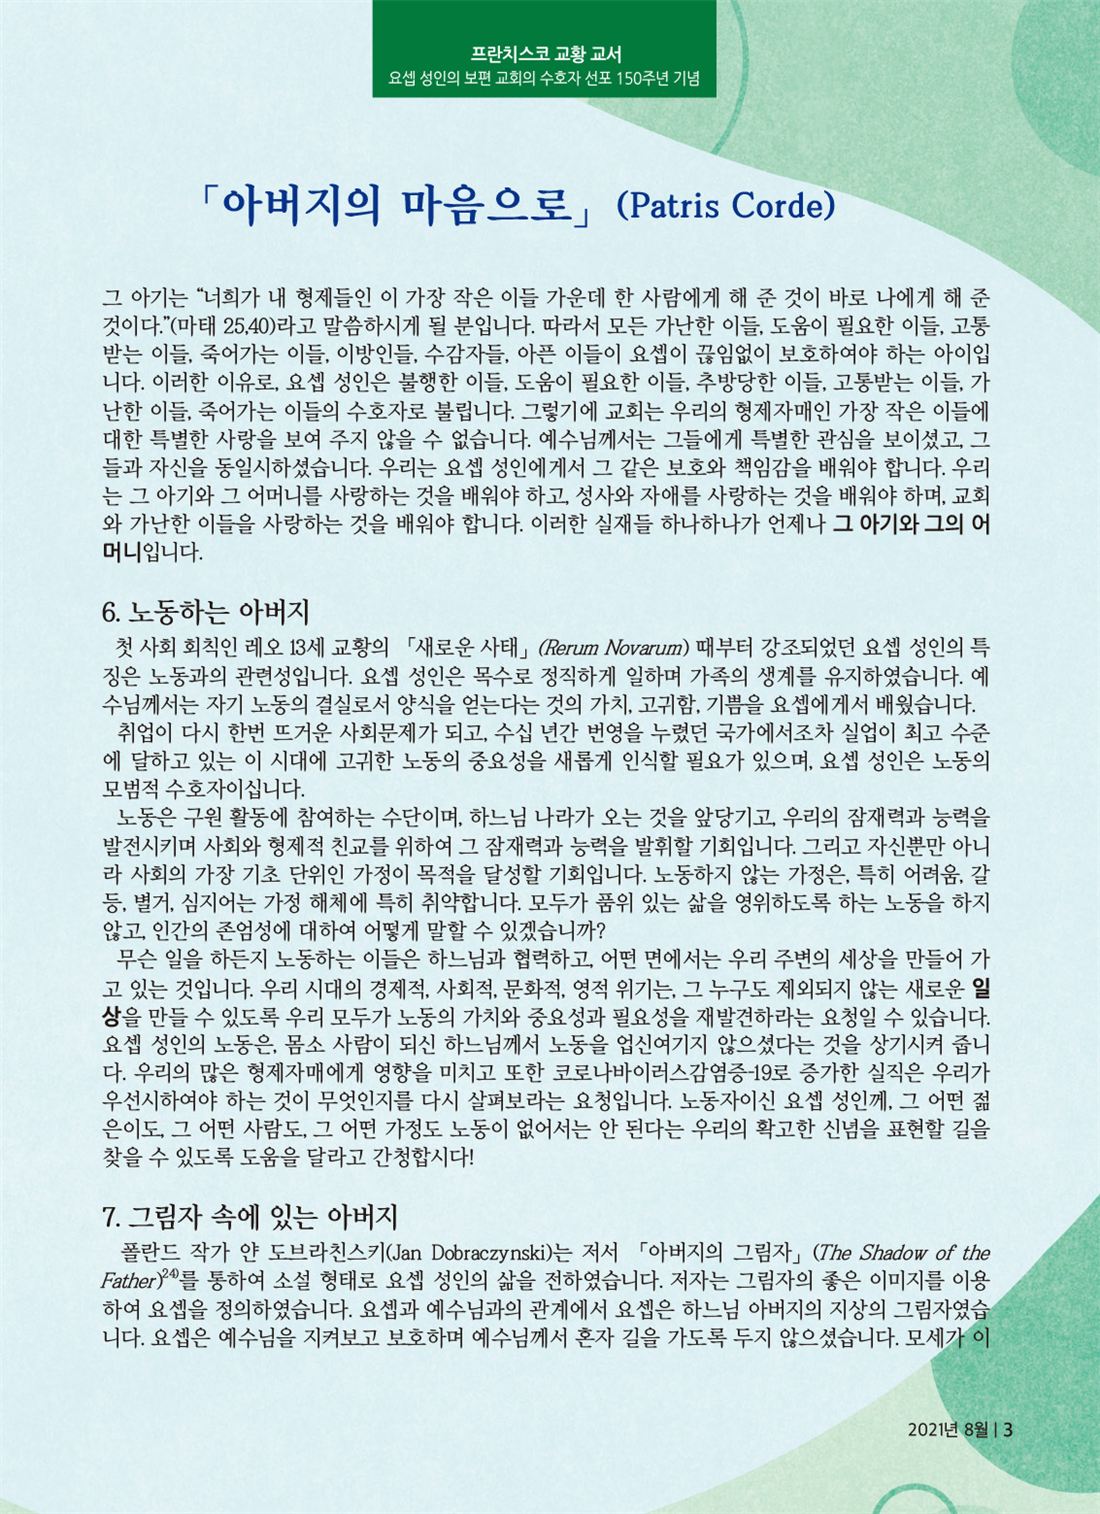 프란치스코 교황 교서
요셉 성인의 보편 교회의 수호자 선포 150주년 기념
「아버지의 마음으로」 (Patris Corde)
그 아기는 “너희가 내 형제들인 이 가장 작은 이들 가운데 한 사람에게 해 준 것이 바로 나에게 해 준
것이다.”(마태 25,40)라고 말씀하시게 될 분입니다. 따라서 모든 가난한 이들, 도움이 필요한 이들, 고통
받는 이들, 죽어가는 이들, 이방인들, 수감자들, 아픈 이들이 요셉이 끊임없이 보호하여야 하는 아이입
니다. 이러한 이유로, 요셉 성인은 불행한 이들, 도움이 필요한 이들, 추방당한 이들, 고통받는 이들, 가
난한 이들, 죽어가는 이들의 수호자로 불립니다. 그렇기에 교회는 우리의 형제자매인 가장 작은 이들에
대한 특별한 사랑을 보여 주지 않을 수 없습니다. 예수님께서는 그들에게 특별한 관심을 보이셨고, 그
들과 자신을 동일시하셨습니다. 우리는 요셉 성인에게서 그 같은 보호와 책임감을 배워야 합니다. 우리
는 그 아기와 그 어머니를 사랑하는 것을 배워야 하고, 성사와 자애를 사랑하는 것을 배워야 하며, 교회
와 가난한 이들을 사랑하는 것을 배워야 합니다. 이러한 실재들 하나하나가 언제나 그 아기와 그의 어
머니입니다.
6. 노동하는 아버지
첫 사회 회칙인 레오 13세 교황의 「새로운 사태」(Rerum Novarum) 때부터 강조되었던 요셉 성인의 특
징은 노동과의 관련성입니다. 요셉 성인은 목수로 정직하게 일하며 가족의 생계를 유지하였습니다. 예
수님께서는 자기 노동의 결실로서 양식을 얻는다는 것의 가치, 고귀함, 기쁨을 요셉에게서 배웠습니다.
취업이 다시 한번 뜨거운 사회문제가 되고, 수십 년간 번영을 누렸던 국가에서조차 실업이 최고 수준
에 달하고 있는 이 시대에 고귀한 노동의 중요성을 새롭게 인식할 필요가 있으며, 요셉 성인은 노동의
모범적 수호자이십니다.
노동은 구원 활동에 참여하는 수단이며, 하느님 나라가 오는 것을 앞당기고, 우리의 잠재력과 능력을
발전시키며 사회와 형제적 친교를 위하여 그 잠재력과 능력을 발휘할 기회입니다. 그리고 자신뿐만 아니
라 사회의 가장 기초 단위인 가정이 목적을 달성할 기회입니다. 노동하지 않는 가정은, 특히 어려움, 갈
등, 별거, 심지어는 가정 해체에 특히 취약합니다. 모두가 품위 있는 삶을 영위하도록 하는 노동을 하지
않고, 인간의 존엄성에 대하여 어떻게 말할 수 있겠습니까?
무슨 일을 하든지 노동하는 이들은 하느님과 협력하고, 어떤 면에서는 우리 주변의 세상을 만들어 가
고 있는 것입니다. 우리 시대의 경제적, 사회적, 문화적, 영적 위기는, 그 누구도 제외되지 않는 새로운 일
상을 만들 수 있도록 우리 모두가 노동의 가치와 중요성과 필요성을 재발견하라는 요청일 수 있습니다.
요셉 성인의 노동은, 몸소 사람이 되신 하느님께서 노동을 업신여기지 않으셨다는 것을 상기시켜 줍니
다. 우리의 많은 형제자매에게 영향을 미치고 또한 코로나바이러스감염증-19로 증가한 실직은 우리가
우선시하여야 하는 것이 무엇인지를 다시 살펴보라는 요청입니다. 노동자이신 요셉 성인께, 그 어떤 젊
은이도, 그 어떤 사람도, 그 어떤 가정도 노동이 없어서는 안 된다는 우리의 확고한 신념을 표현할 길을
찾을 수 있도록 도움을 달라고 간청합시다!
7. 그림자 속에 있는 아버지
폴란드 작가 얀 도브라친스키(Jan Dobraczynski)는 저서 「아버지의 그림자」(The Shadow of the
Father)24)를 통하여 소설 형태로 요셉 성인의 삶을 전하였습니다. 저자는 그림자의 좋은 이미지를 이용
하여 요셉을 정의하였습니다. 요셉과 예수님과의 관계에서 요셉은 하느님 아버지의 지상의 그림자였습
니다. 요셉은 예수님을 지켜보고 보호하며 예수님께서 혼자 길을 가도록 두지 않으셨습니다. 모세가 이
2021년 8월 | 3